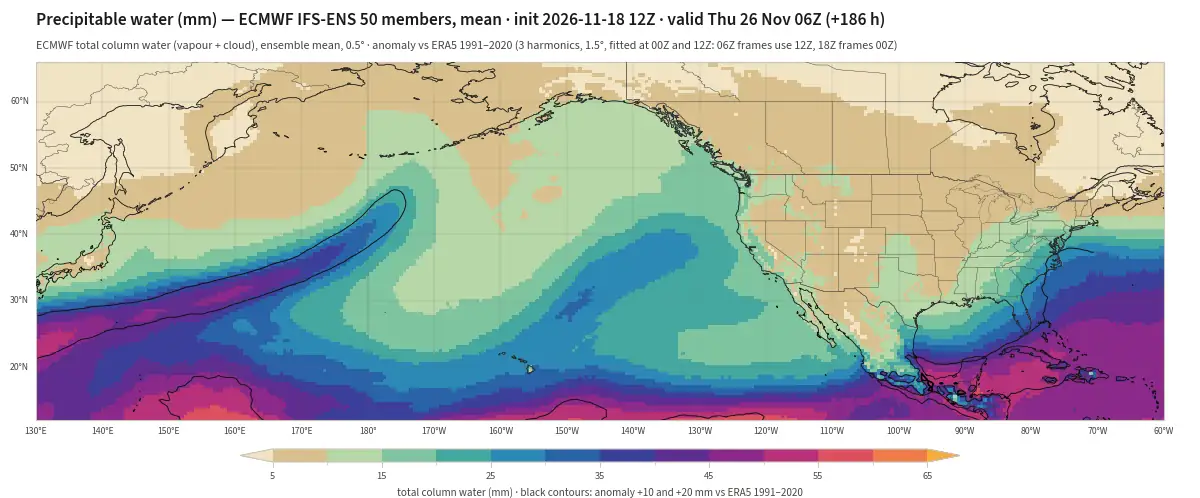 Precipitable water (mm) — ECMWF IFS-ENS 50 members, mean · init 2026-11-18 12Z · valid Thu 26 Nov 06Z (+186 h)
ECMWF total column water (vapour + cloud), ensemble mean, 0.5° · anomaly vs ERA5 1991–2020 (3 harmonics, 1.5°, fitted at 00Z and 12Z: 06Z frames use 12Z, 18Z frames 00Z)
60°N
50°N
40°N
30°N
20°N
130°E 140°E 150°E 160°E 180° 170°W 150°W 140°W 130°W 120°W 110°W 100°W 90°W 80°W 70°W 60°W
5 15 25 35 45 55 65
total column water (mm) · black contours: anomaly +10 and +20 mm vs ERA5 1991–2020